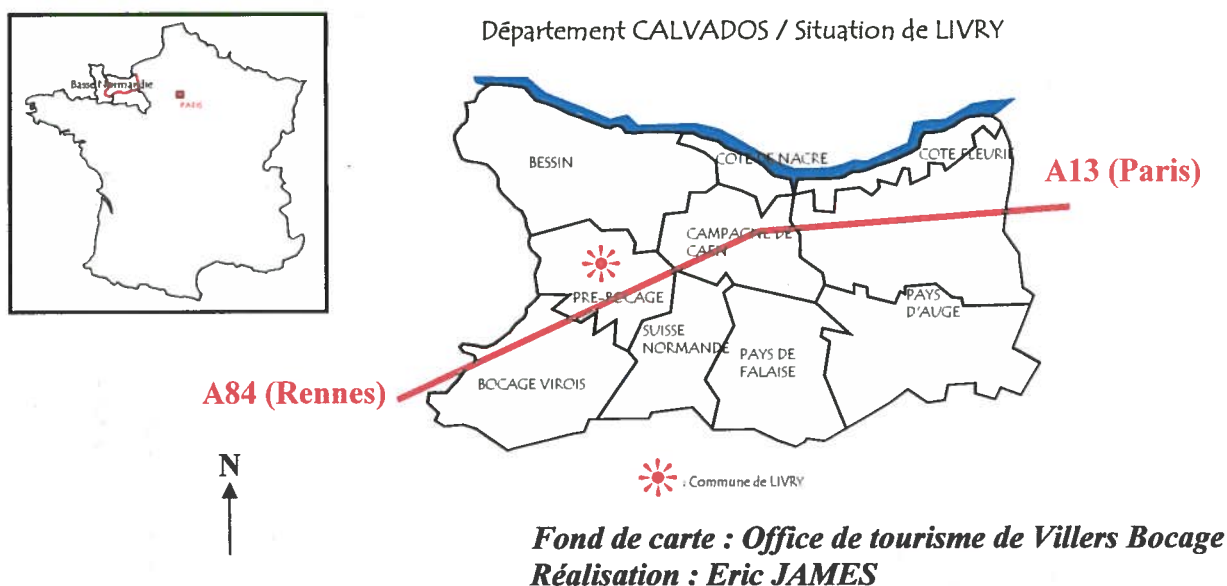 Département CALVADOS / Situation de LIVRY
Basse Normandie
PARIS
BESSIN
COTE DE NACRE
COTE FLEURIE
A13 (Paris)
CAMPAGNE DE
CAEN
PRE-BOCAGE
PAYS
D'AUGE
SUISSE
NORMANDE
PAYS DE
FALAISE
BOCAGE VIROIS
A84 (Rennes)
N
: Commune de LIVRY
Fond de carte : Office de tourisme de Villers Bocage
Réalisation : Eric JAMES